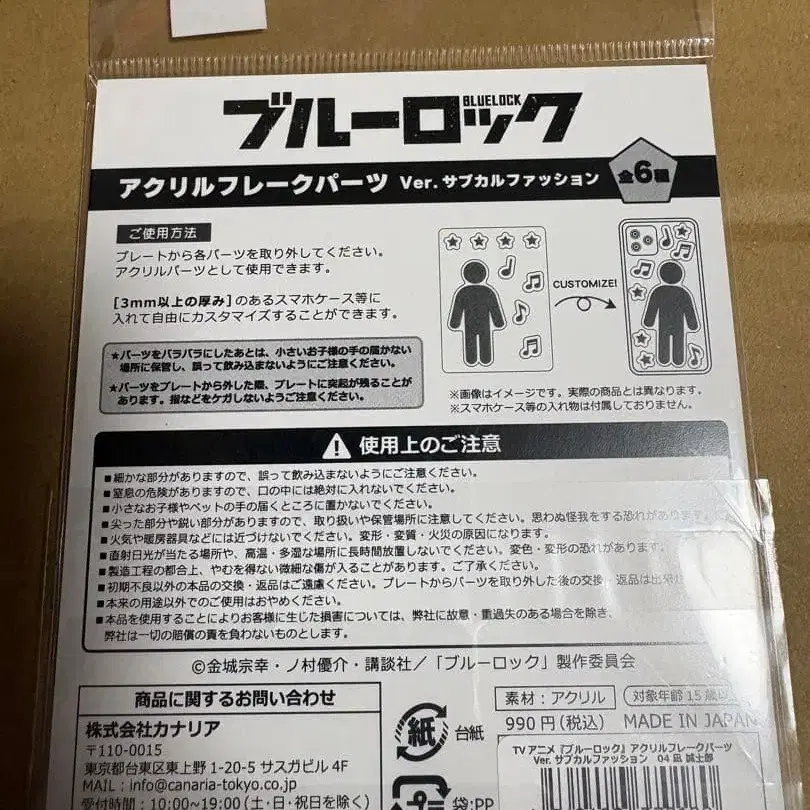 ブルーロック
BLUELOCK
アクリルフレークパーツ Ver.サブカルファッション
全6種
ご使用方法
プレートから各パーツを取り外してください。
アクリルパーツとして使用できます。
[3mm以上の厚み]のあるスマホケース等に
入れて自由にカスタマイズすることができます。
★パーツをバラバラにしたあとは、小さいお子様の手の届かない
場所に保管し、誤って飲み込まないようにご注意ください。
★パーツをプレートから外した際、プレートに突起が残ることが
あります。指などをケガしないようご注意ください。
CUSTOMIZE!
※画像はイメージです。実際の商品とは異なります。
※スマホケース等の入れ物は付属しておりません。
使用上のご注意
■細かな部分がありますので、誤って飲み込まないようにご注意ください。
■窒息の危険がありますので、口の中には絶対に入れないでください。
■小さなお子様やペットの手の届くところに置かないでください。
■尖った部分や鋭い部分がありますので、取り扱いや保管場所に注意してください。思わぬ怪我をする恐れがあります。
■火気や暖房器具などには近づけないでください。変形・変質・火災の原因になります。
■直射日光が当たる場所や、高温・多湿な場所に長時間放置しないでください。変色・変形の恐れがあります。
■製造工程の都合上、やむを得ない微細な傷が入ることがあります。ご了承ください。
■初期不良以外の本品の交換・返品はご遠慮ください。プレートからパーツを取り外した後の交換・返品は出来
■本来の用途以外でのご使用はおやめください。
■本品を使用することによりお客様に生じた損害については、弊社に故意・重過失のある場合を除き、
弊社は一切の賠償の責を負わないものとします。
©金城宗幸・ノ村優介・講談社/「ブルーロック」製作委員会
商品に関するお問い合わせ
株式会社カナリア
〒110-0015
東京都台東区東上野 1-20-5 サスガビル 4F
MAIL : info@canaria-tokyo.co.jp
受付時間:10:00~19:00(土・日・祝日を除く)
紙
台紙
袋:PP
素材:アクリル
対象年齢15歳以
990円(税込)
MADE IN JAPAN
TVアニメ『ブルーロック』アクリルフレークパーツ
Ver. サブカルファッション 04 凪 誠士郎